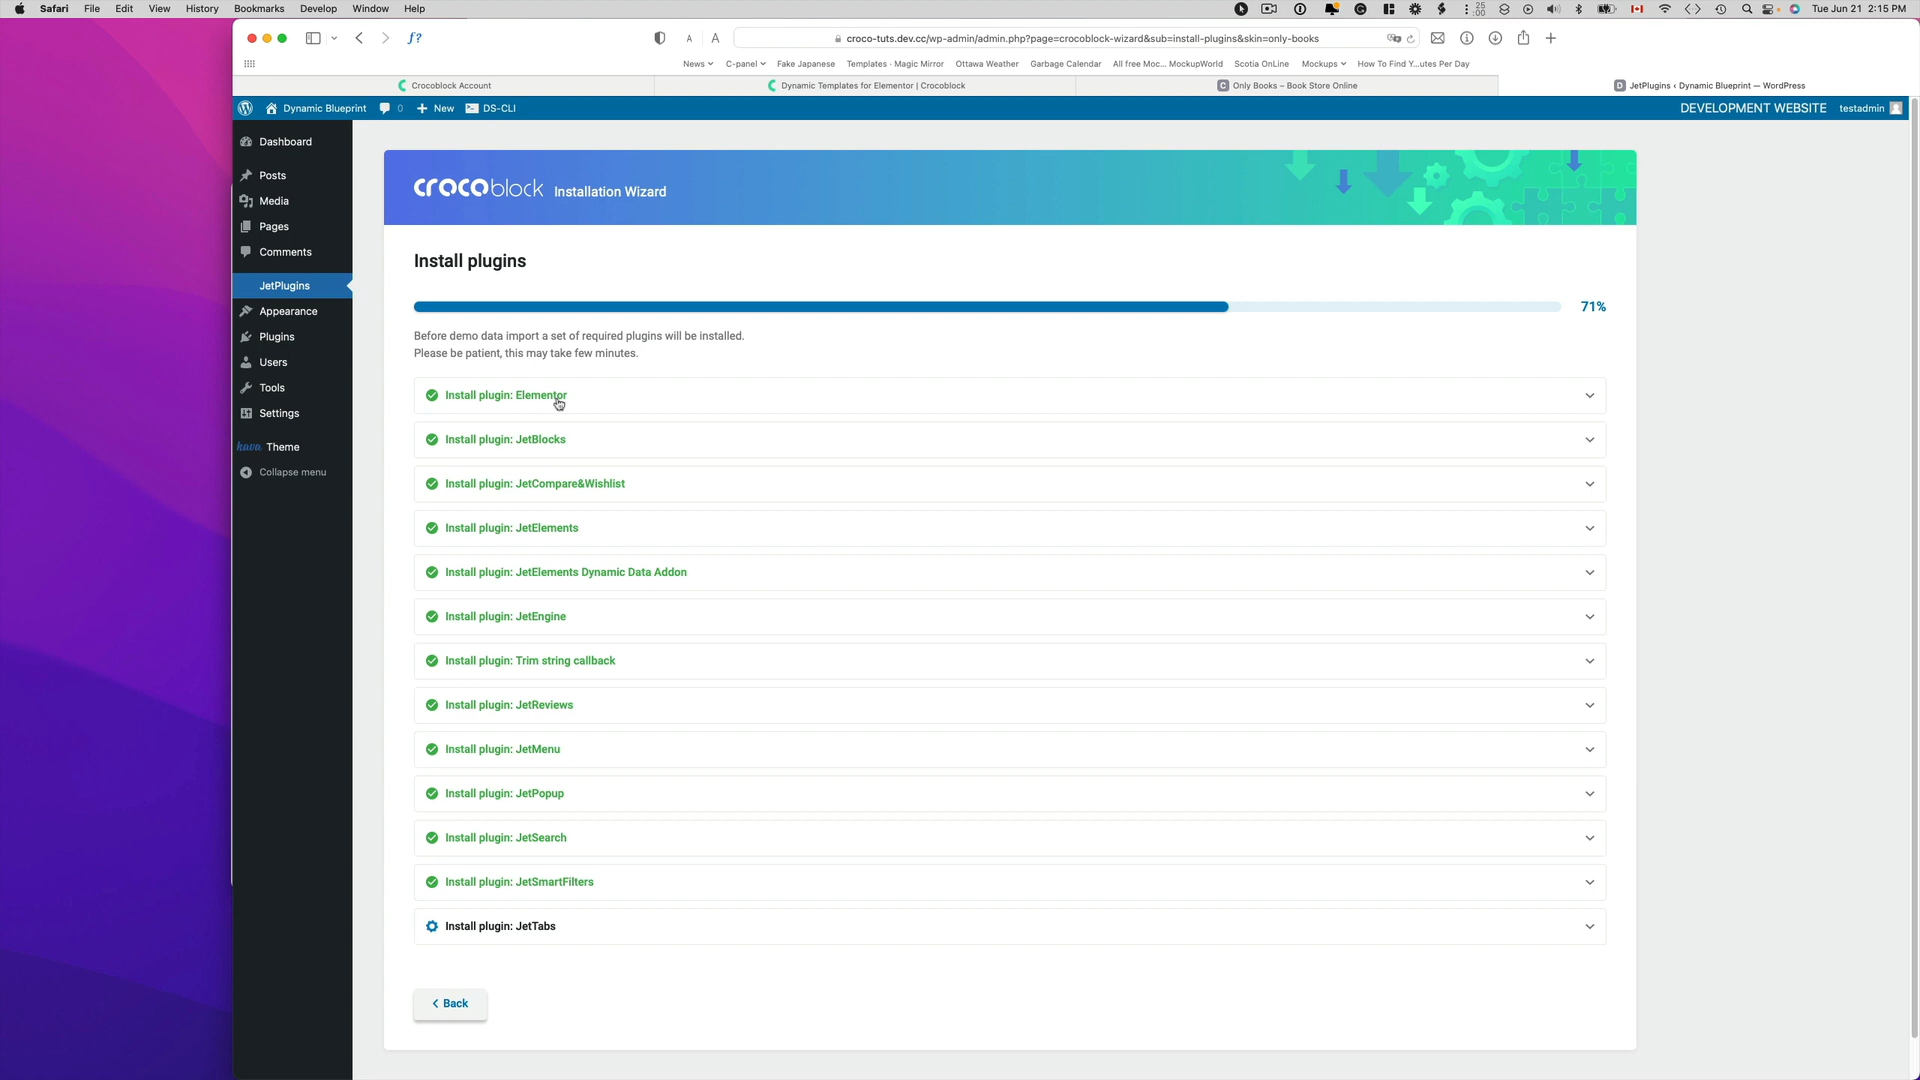 Safari File Edit View History Bookmarks Develop Window Help
25
:00
Tue Jun 21 2:15 PM
croco-tuts.dev.cc/wp-admin/admin.php?page=crocoblock-wizard&sub=install-plugins&skin=only-books
News C-panel Fake Japanese Templates · Magic Mirror Ottawa Weather Garbage Calendar All free Moc... MockupWorld Scotia OnLine Mockups How To Find Y...utes Per Day
Crocoblock Account
Dynamic Templates for Elementor | Crocoblock
Only Books – Book Store Online
JetPlugins ‹ Dynamic Blueprint — WordPress
Dynamic Blueprint 0 New DS-CLI
DEVELOPMENT WEBSITE testadmin
Dashboard
Posts
Media
Pages
Comments
JetPlugins
Appearance
Plugins
Users
Tools
Settings
kava Theme
Collapse menu
crocoblock Installation Wizard
Install plugins
71%
Before demo data import a set of required plugins will be installed.
Please be patient, this may take few minutes.
Install plugin: Elementor
Install plugin: JetBlocks
Install plugin: JetCompare&Wishlist
Install plugin: JetElements
Install plugin: JetElements Dynamic Data Addon
Install plugin: JetEngine
Install plugin: Trim string callback
Install plugin: JetReviews
Install plugin: JetMenu
Install plugin: JetPopup
Install plugin: JetSearch
Install plugin: JetSmartFilters
Install plugin: JetTabs
Back